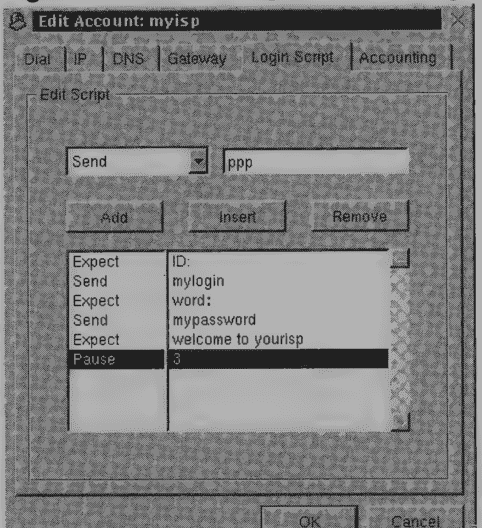 Edit Account: myisp
Dial IP DNS Gateway Login Script Accounting
Edit Script
Send ppp
Add Insert Remove
Expect ID:
Send mylogin
Expect word:
Send mypassword
Expect welcome to yourisp
Pause 3
OK Cancel